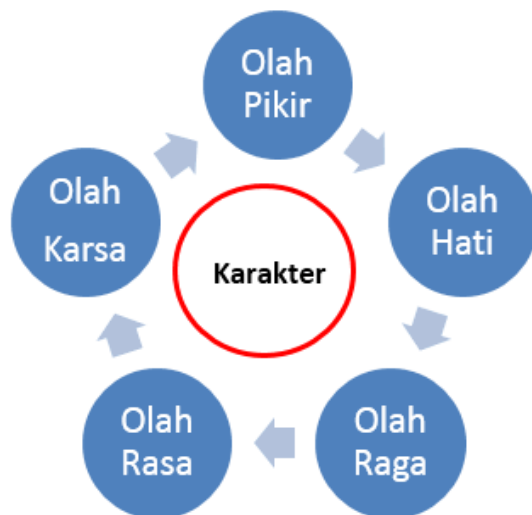 Olah
Pikir
Olah
Hati
Olah
Raga
Olah
Rasa
Olah
Karsa
Karakter